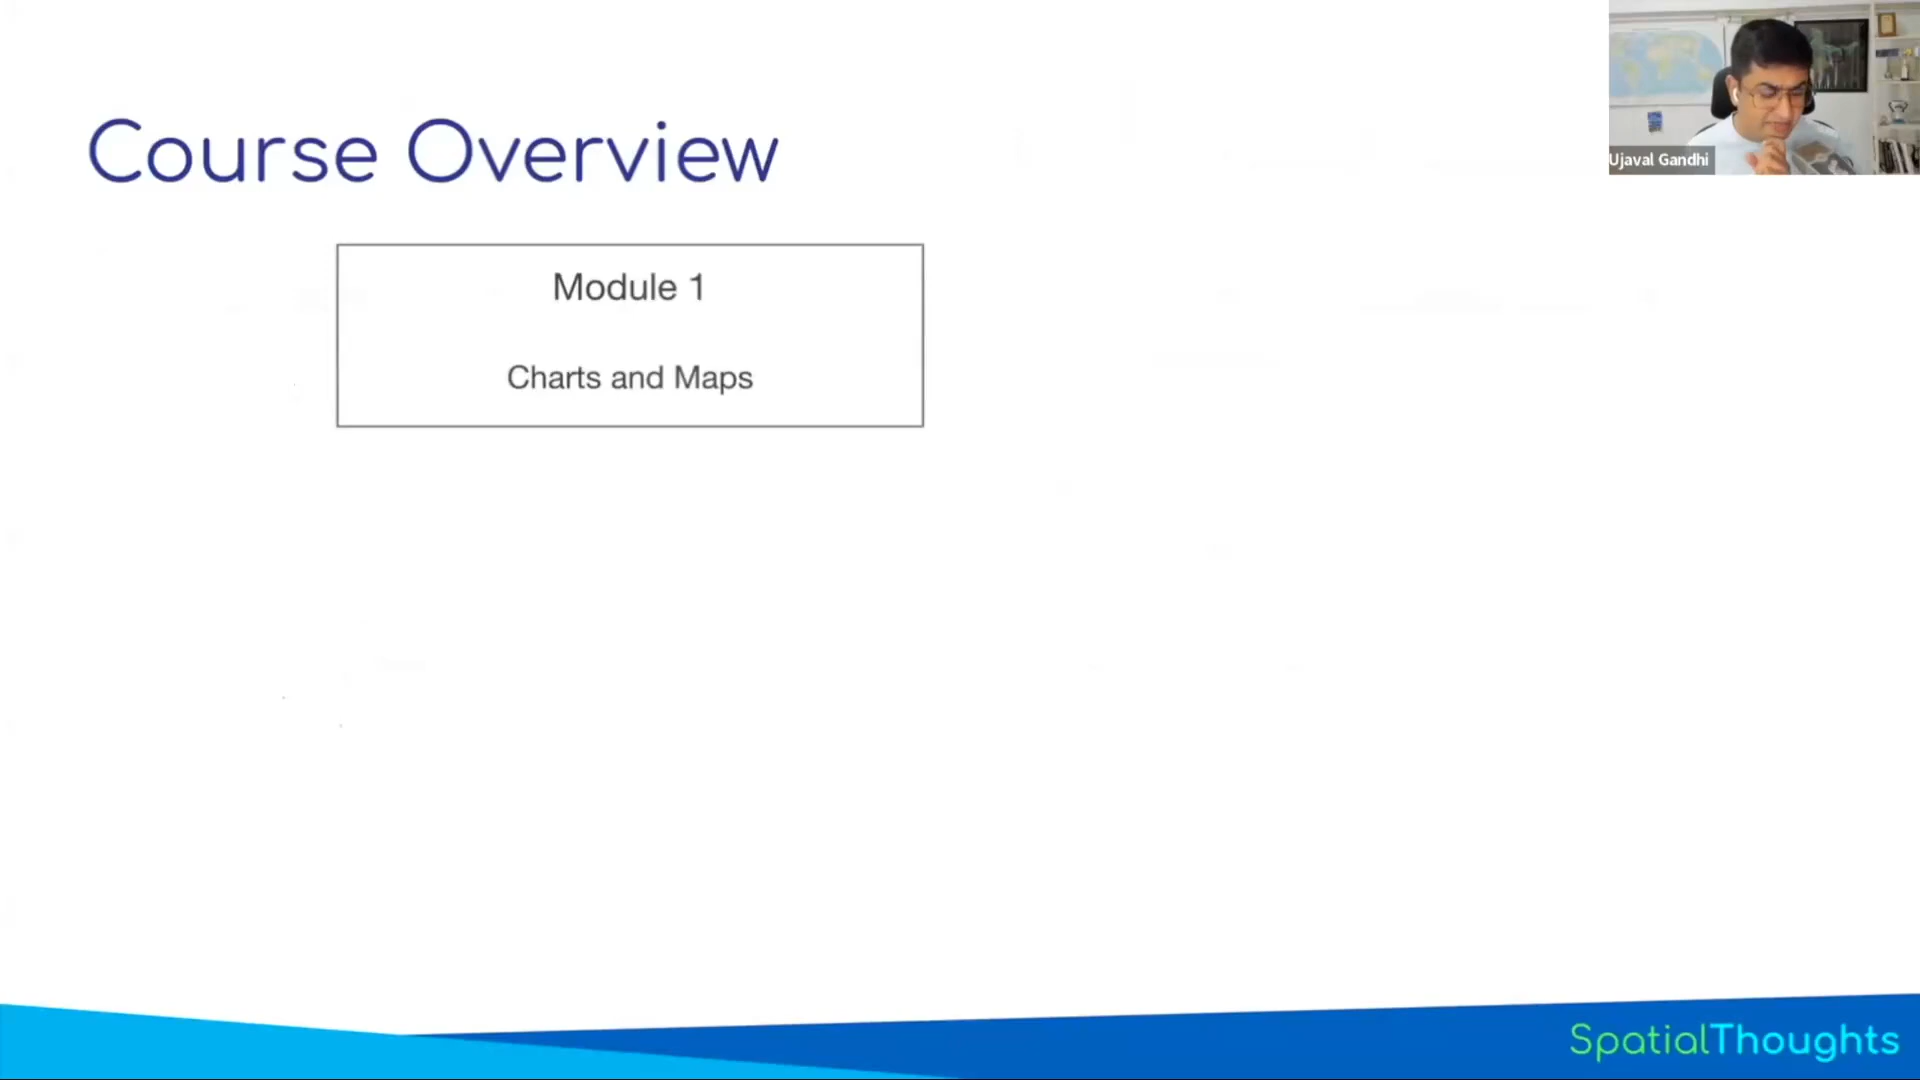 Course Overview
Module 1
Charts and Maps
Ujaval Gandhi
SpatialThoughts